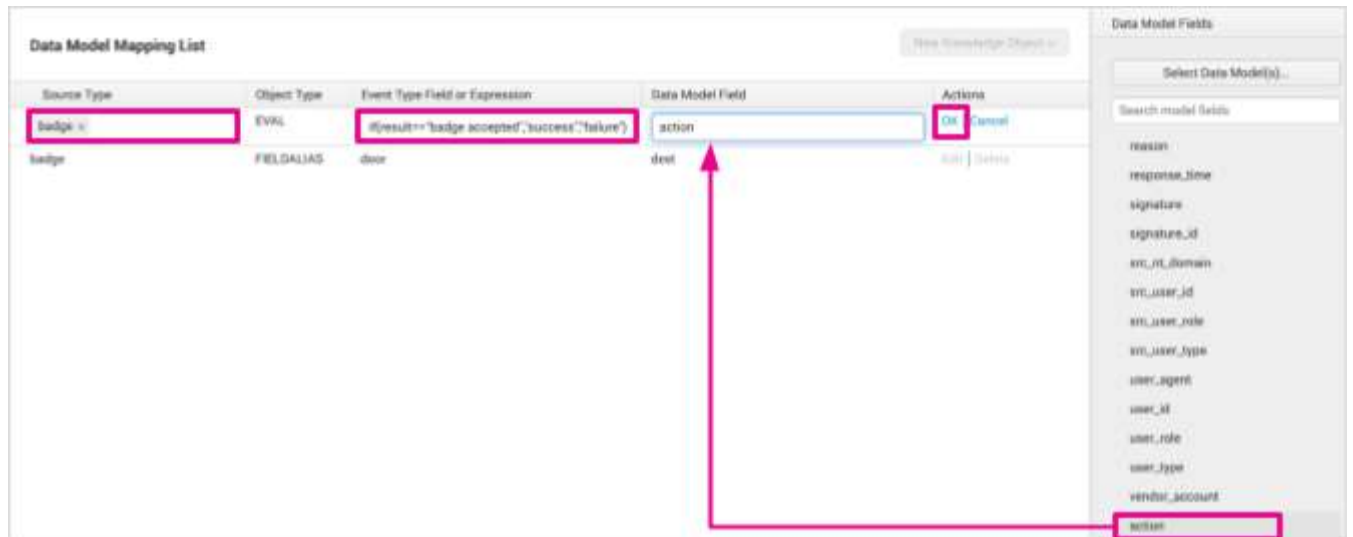 Data Model Fields
Data Model Mapping List
New Knowledge Object
Select Data Model(s)...
Source Type Object Type Event Type Field or Expression Data Model Field Actions
Search model fields
badge × EVAL if(result=="badge accepted","success","failure") action OK Cancel
badge FIELDALIAS door dest Edit | Delete
reason
response_time
signature
signature_id
src_nt_domain
src_user_id
src_user_role
src_user_type
user_agent
user_id
user_role
user_type
vendor_account
action